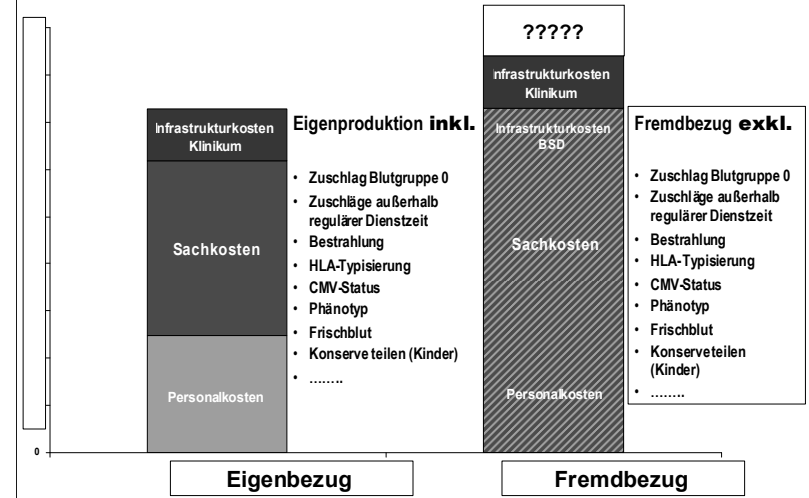 ?????
Infrastrukturkosten
Klinikum
Infrastrukturkosten
Klinikum
Eigenproduktion inkl.
• Zuschlag Blutgruppe 0
• Zuschläge außerhalb
regulärer Dienstzeit
• Bestrahlung
• HLA-Typisierung
• CMV-Status
• Phänotyp
• Frischblut
• Konserve teilen (Kinder)
• ……..
Infrastrukturkosten
BSD
Fremdbezug exkl.
• Zuschlag Blutgruppe 0
• Zuschläge außerhalb
regulärer Dienstzeit
• Bestrahlung
• HLA-Typisierung
• CMV-Status
• Phänotyp
• Frischblut
• Konserve teilen
(Kinder)
• ……..
Sachkosten
Sachkosten
Personalkosten
Personalkosten
0
Eigenbezug
Fremdbezug